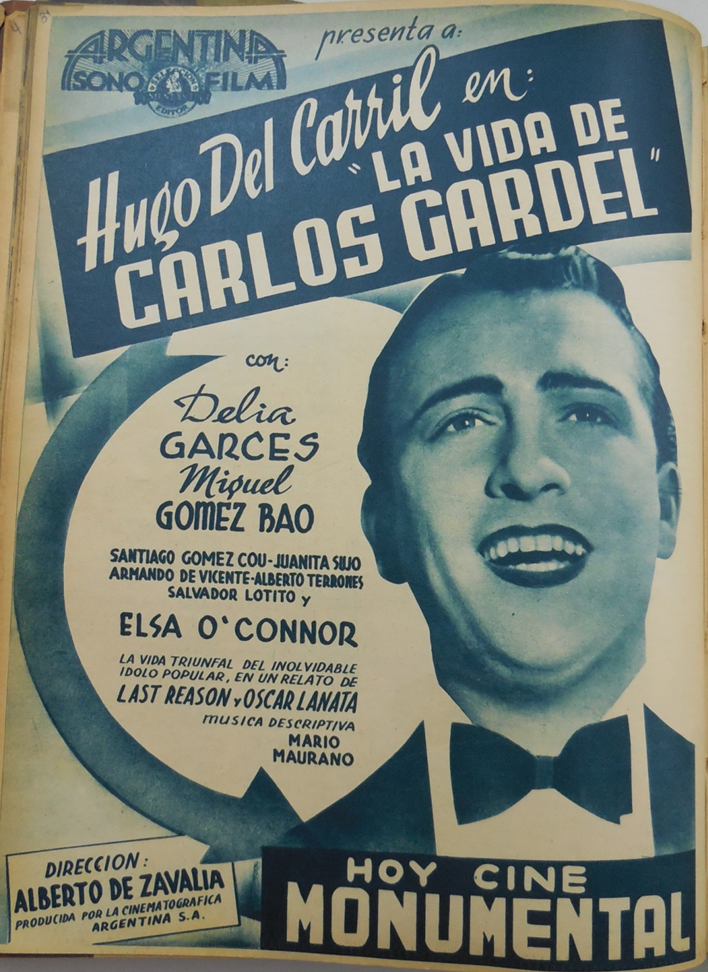 ARGENTINA
SONO FILM
EDITOR
presenta a:
Hugo Del Carril en:
"LA VIDA DE
CARLOS GARDEL"
con:
Delia
GARCES
Miguel
GOMEZ BAO
SANTIAGO GOMEZ COU-JUANITA SUJO
ARMANDO DE VICENTE-ALBERTO TERRONES
SALVADOR LOTITO y
ELSA O'CONNOR
LA VIDA TRIUNFAL DEL INOLVIDABLE
IDOLO POPULAR, EN UN RELATO DE
LAST REASON y OSCAR LANATA
MUSICA DESCRIPTIVA
MARIO
MAURANO
DIRECCION:
ALBERTO DE ZAVALIA
PRODUCIDA POR LA CINEMATOGRAFICA
ARGENTINA S.A.
HOY CINE
MONUMENTAL